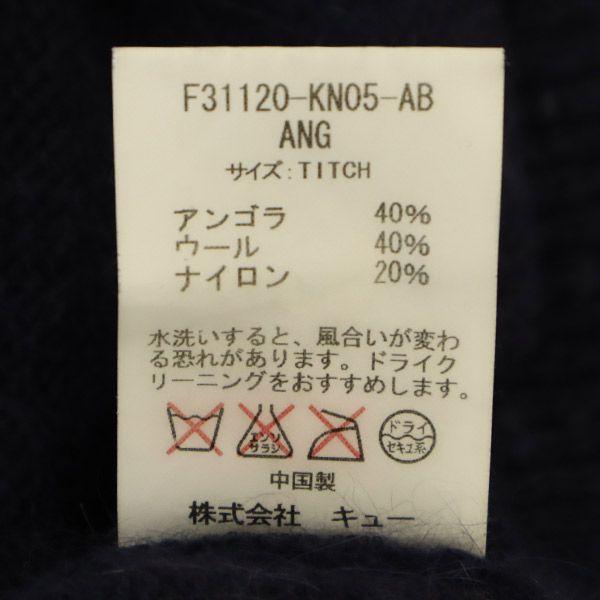 F31120-KN05-AB
ANG
サイズ:TITCH
アンゴラ 40%
ウール 40%
ナイロン 20%
水洗いすると、風合いが変わ
る恐れがあります。ドライク
リーニングをおすすめします。
エンソ
サラシ
ドライ
セキユ系
中国製
株式会社 キュー